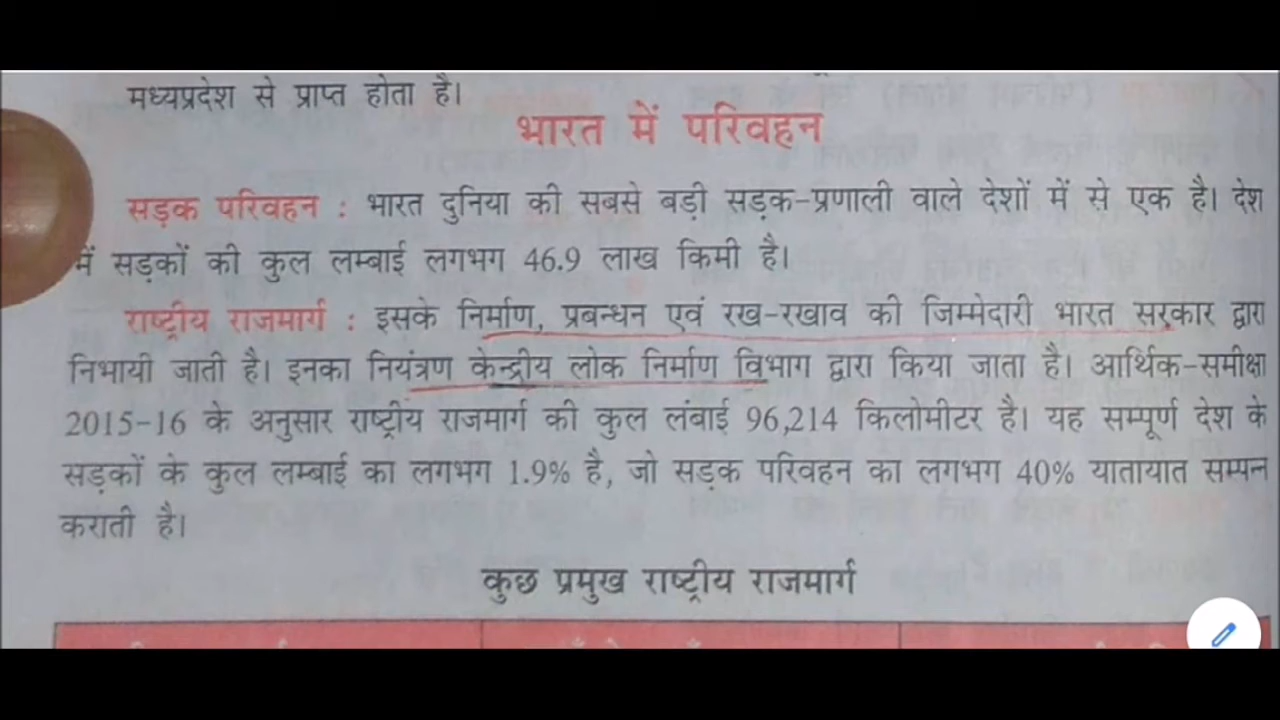 मध्यप्रदेश से प्राप्त होता है।
भारत में परिवहन
सड़क परिवहन : भारत दुनिया की सबसे बड़ी सड़क-प्रणाली वाले देशों में से एक है। देश
में सड़कों की कुल लम्बाई लगभग 46.9 लाख किमी है।
राष्ट्रीय राजमार्ग : इसके निर्माण, प्रबन्धन एवं रख-रखाव की जिम्मेदारी भारत सरकार द्वारा
निभायी जाती है। इनका नियंत्रण केन्द्रीय लोक निर्माण विभाग द्वारा किया जाता है। आर्थिक-समीक्षा
2015-16 के अनुसार राष्ट्रीय राजमार्ग की कुल लंबाई 96,214 किलोमीटर है। यह सम्पूर्ण देश के
सड़कों के कुल लम्बाई का लगभग 1.9% है, जो सड़क परिवहन का लगभग 40% यातायात सम्पन्न
कराती है।
कुछ प्रमुख राष्ट्रीय राजमार्ग